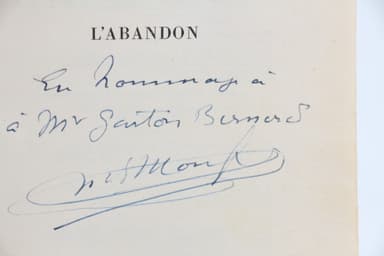 L'ABANDON
En hommage à
à Mr Gaston Bernard